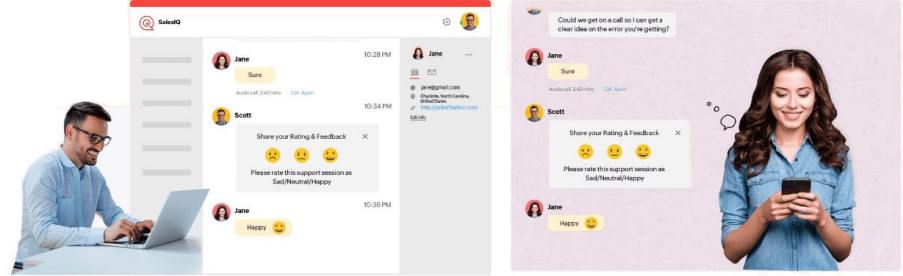 SalesIQ
Jane
10:28 PM
Sure
Audio call 2:42 mins Call Again
Scott
10:34 PM
Share your Rating & Feedback ×
Please rate this support session as
Sad/Neutral/Happy
Jane
10:36 PM
Happy
Jane
jane@gmail.com
Charlotte, North Carolina,
United States
Edit info
Could we get on a call so I can get a
clear idea on the error you're getting?
Jane
Sure
Audio call 2:42 mins Call Again
Scott
Share your Rating & Feedback ×
Please rate this support session as
Sad/Neutral/Happy
Jane
Happy